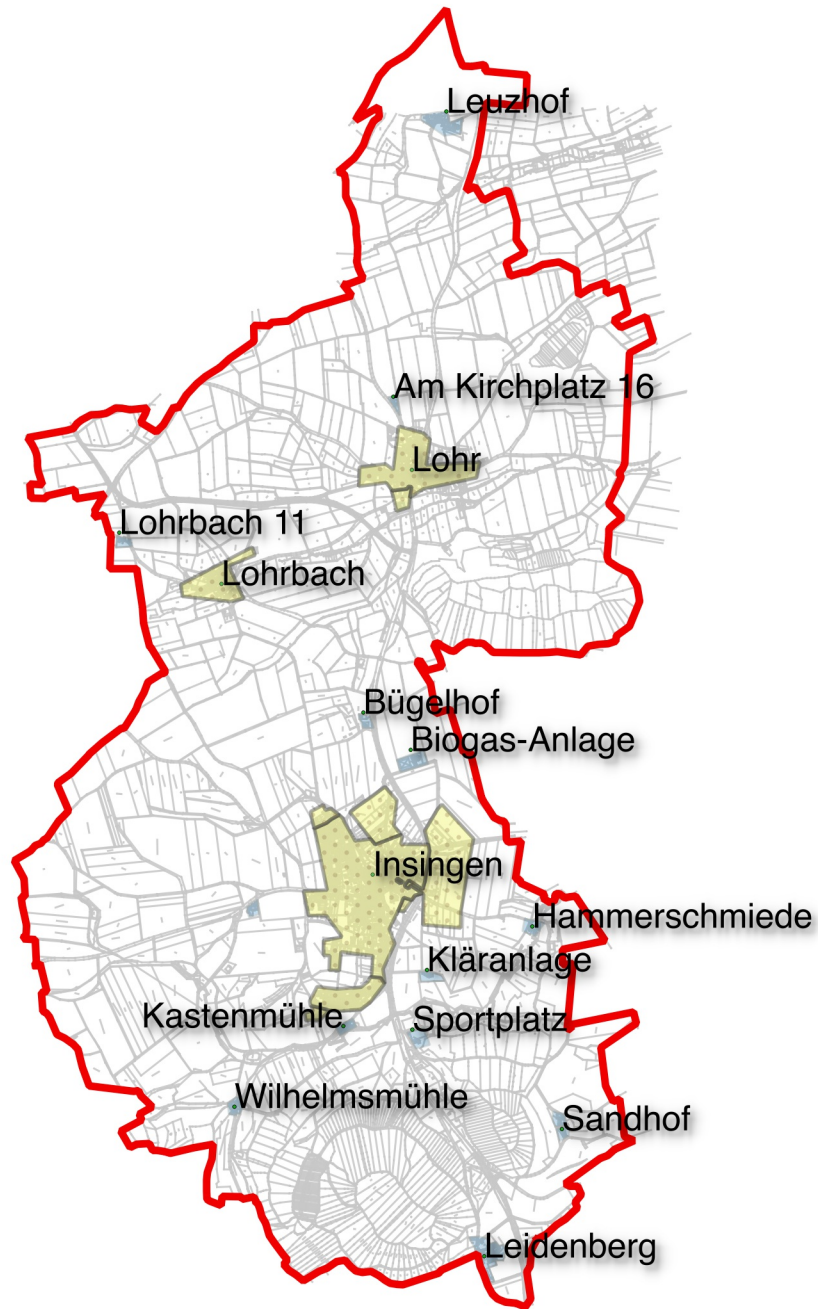 Leuzhof
Am Kirchplatz 16
Lohr
Lohrbach 11
Lohrbach
Bügelhof
Biogas-Anlage
Insingen
Hammerschmiede
Kläranlage
Kastenmühle
Sportplatz
Wilhelmsmühle
Sandhof
Leidenberg